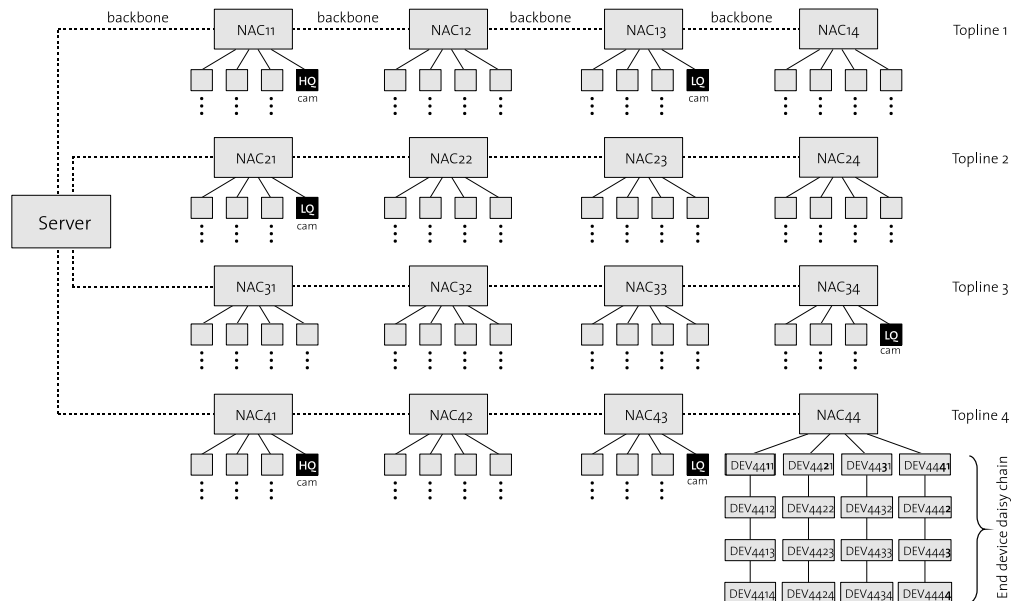 backbone backbone backbone backbone
NAC11 NAC12 NAC13 NAC14 Topline 1
HQ LQ
cam cam
NAC21 NAC22 NAC23 NAC24 Topline 2
LQ
cam
Server
NAC31 NAC32 NAC33 NAC34 Topline 3
LQ
cam
NAC41 NAC42 NAC43 NAC44 Topline 4
HQ LQ DEV4411 DEV4421 DEV4431 DEV4441
cam cam
DEV4412 DEV4422 DEV4432 DEV4442
DEV4413 DEV4423 DEV4433 DEV4443
DEV4414 DEV4424 DEV4434 DEV4444
End device daisy chain